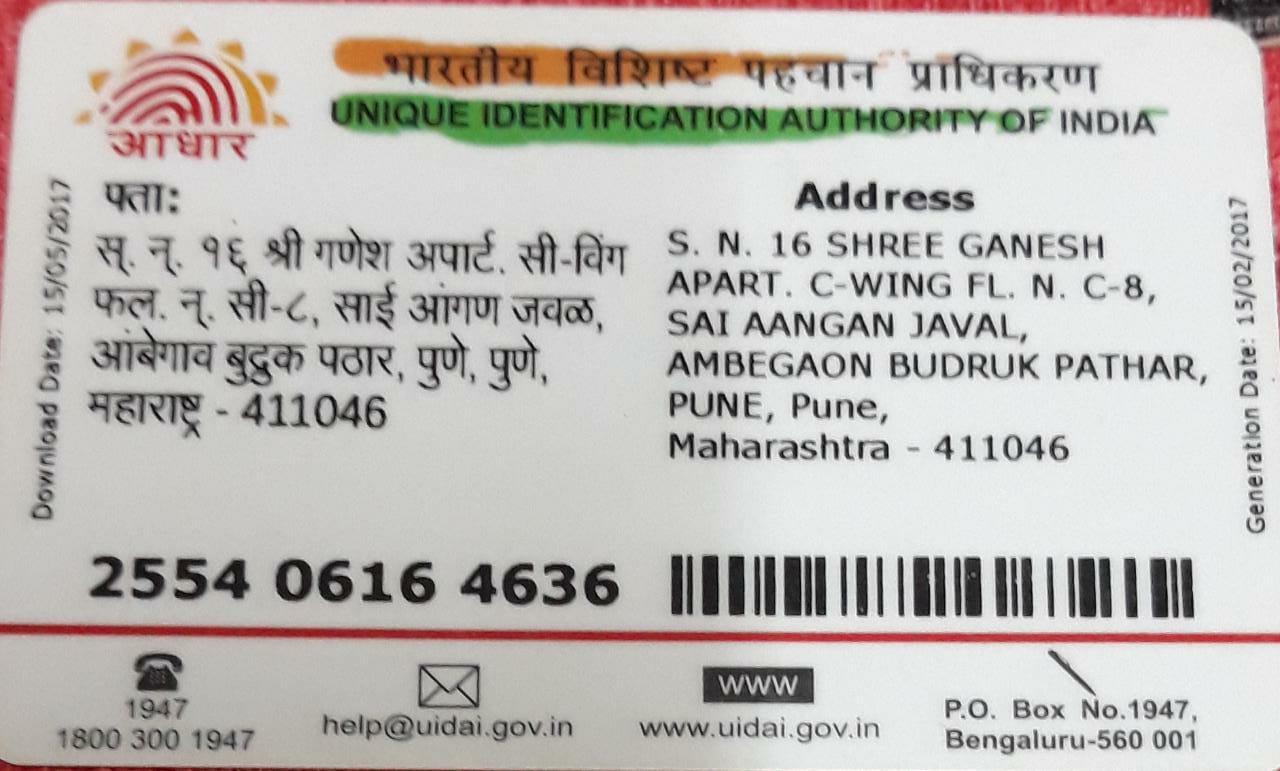 भारतीय विशिष्ट पहचान प्राधिकरण
UNIQUE IDENTIFICATION AUTHORITY OF INDIA
आधार
Download Date: 15/05/2017
पता:
स्. न्. १६ श्री गणेश अपार्ट. सी-विंग
फल. न्. सी-८, साई आंगण जवळ,
आंबेगाव बुद्रुक पठार, पुणे, पुणे,
महाराष्ट्र - 411046
Address
S. N. 16 SHREE GANESH
APART. C-WING FL. N. C-8,
SAI AANGAN JAVAL,
AMBEGAON BUDRUK PATHAR,
PUNE, Pune,
Maharashtra - 411046
Generation Date: 15/02/2017
2554 0616 4636
1947
1800 300 1947
help@uidai.gov.in
WWW
www.uidai.gov.in
P.O. Box No.1947,
Bengaluru-560 001